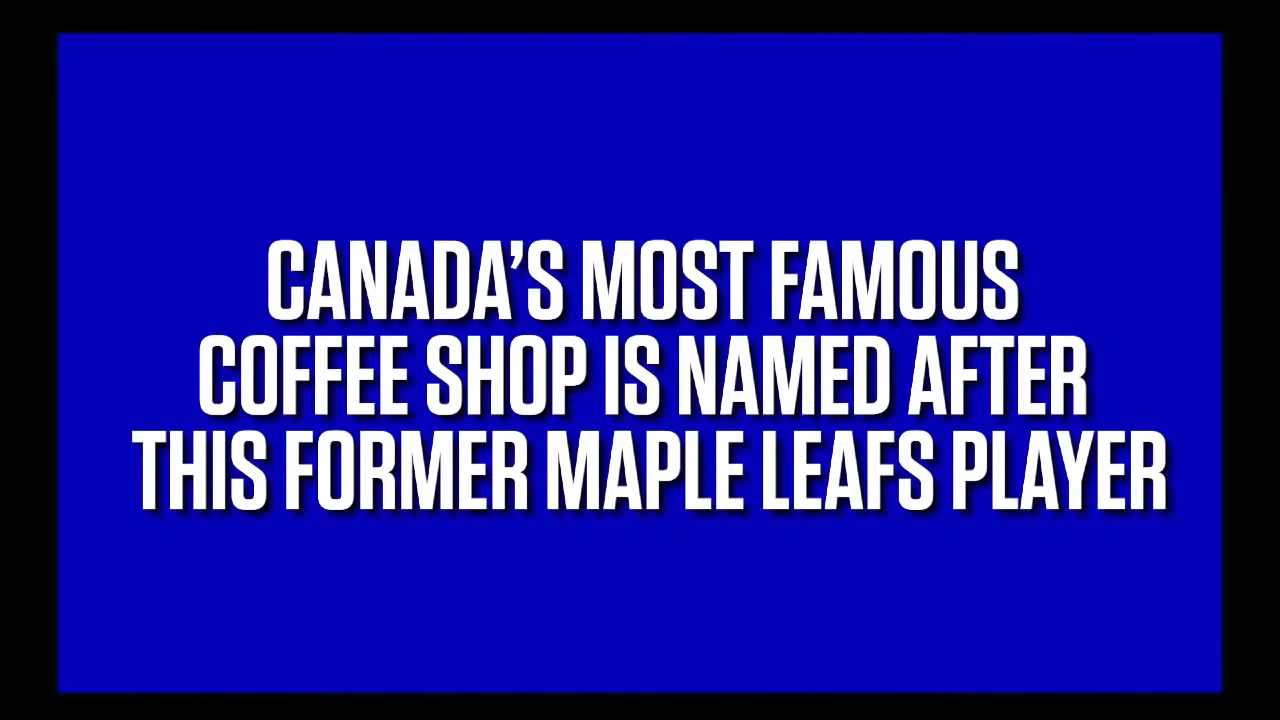 CANADA’S MOST FAMOUS
COFFEE SHOP IS NAMED AFTER
THIS FORMER MAPLE LEAFS PLAYER